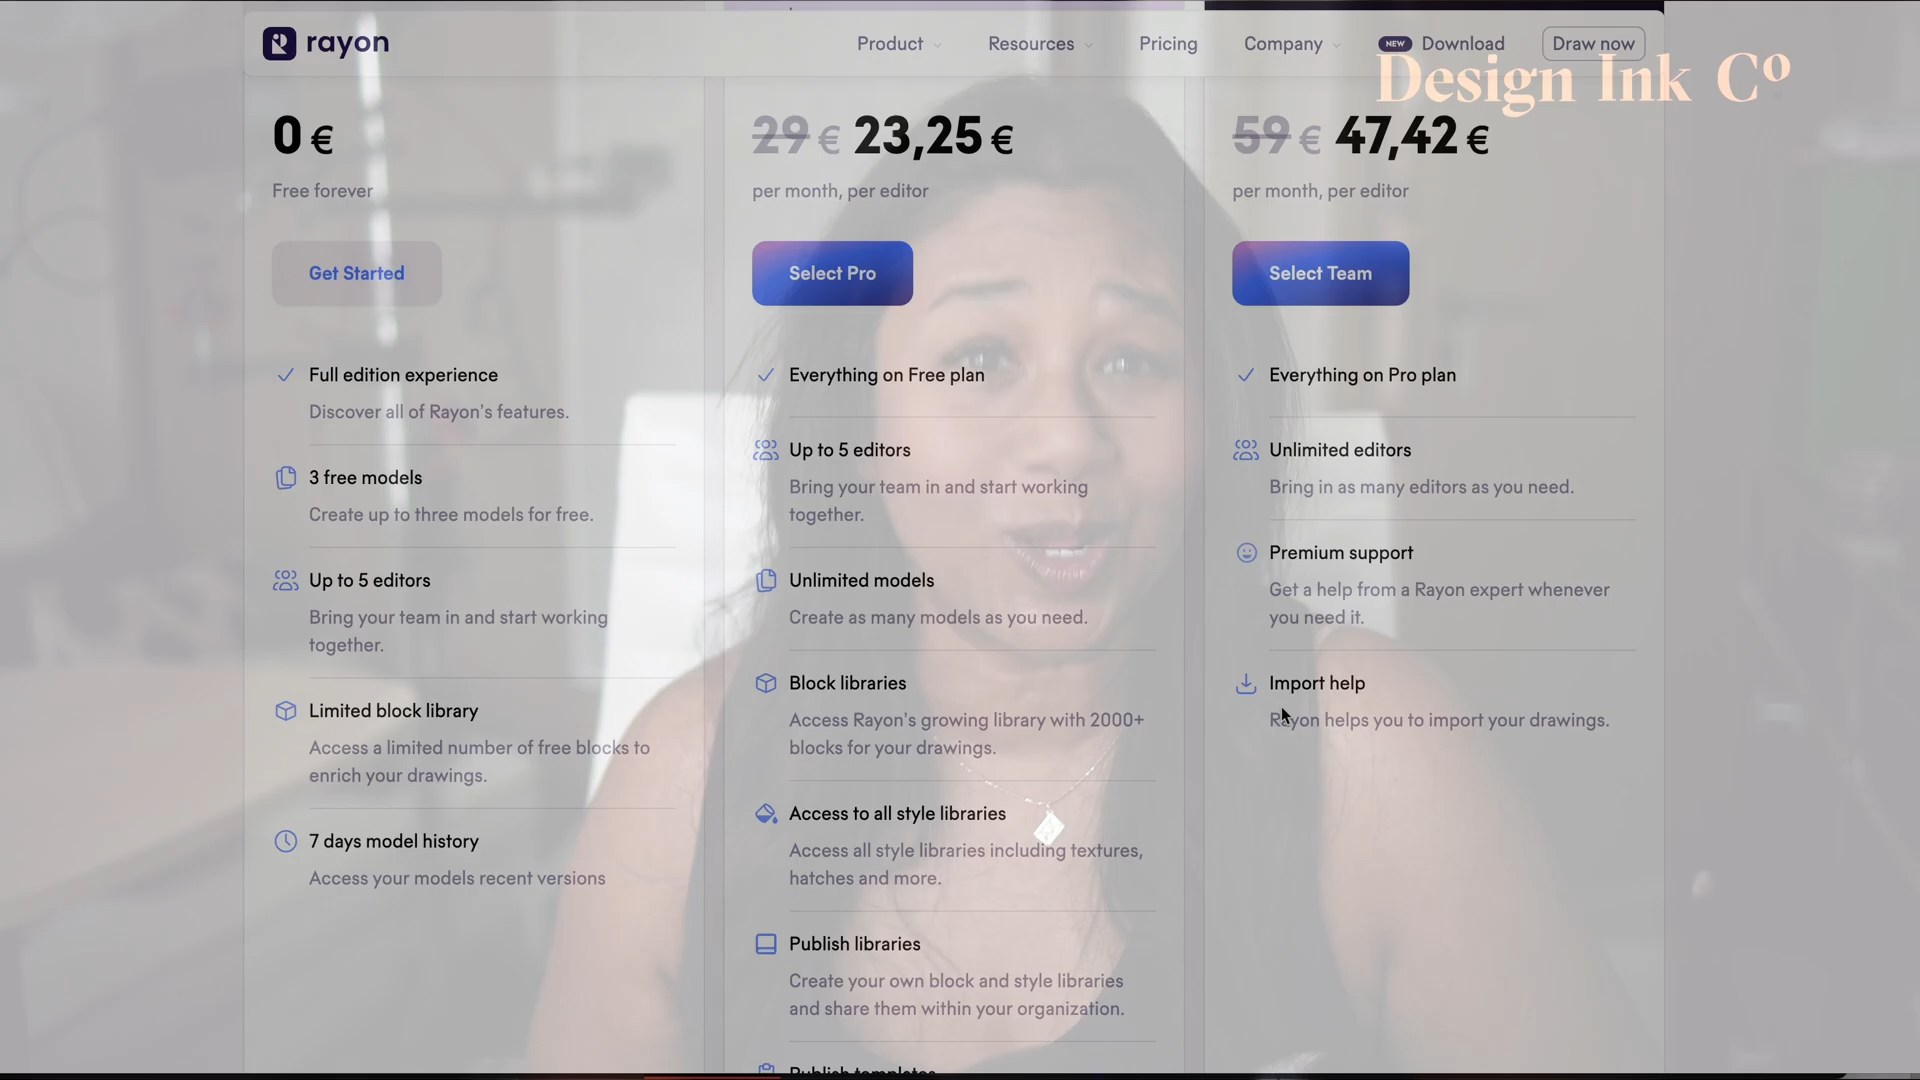 rayon
Product
Resources
Pricing
Company
NEW Download
Draw now
Design Ink Cº
0 €
Free forever
Get Started
Full edition experience
Discover all of Rayon's features.
3 free models
Create up to three models for free.
Up to 5 editors
Bring your team in and start working
together.
Limited block library
Access a limited number of free blocks to
enrich your drawings.
7 days model history
Access your models recent versions
29 € 23,25 €
per month, per editor
Select Pro
Everything on Free plan
Up to 5 editors
Bring your team in and start working
together.
Unlimited models
Create as many models as you need.
Block libraries
Access Rayon's growing library with 2000+
blocks for your drawings.
Access to all style libraries
Access all style libraries including textures,
hatches and more.
Publish libraries
Create your own block and style libraries
and share them within your organization.
Publish templates
59 € 47,42 €
per month, per editor
Select Team
Everything on Pro plan
Unlimited editors
Bring in as many editors as you need.
Premium support
Get a help from a Rayon expert whenever
you need it.
Import help
Rayon helps you to import your drawings.